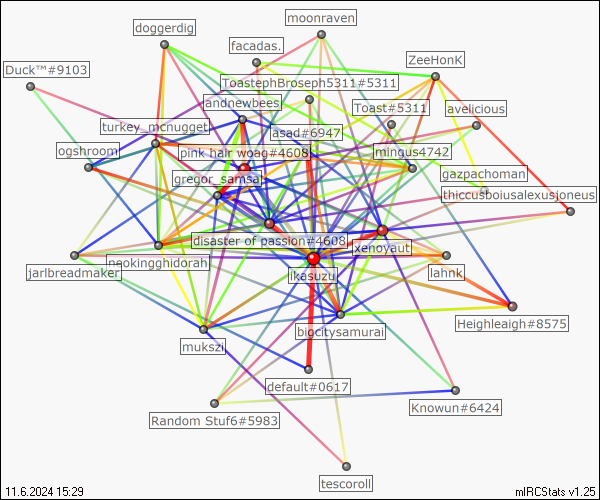 moonraven
doggerdig
facadas.
ZeeHonK
Duck™#9103
ToastephBroseph5311#5311
andnewbees
Toast#5311
avelicious
turkey_mcnugget
asad#6947
ogshroom
pink hair woag#4608
mingus4742
gregor_samsa
gazpachoman
thiccusboiusalexusjoneus
disaster of passion#4608
xenoyaut
neokingghidorah
jarlbreadmaker
ikasuzu
lahnk
Heighleaigh#8575
bigcitysamurai
mukszi
default#0617
Random Stuf6#5983
Knowun#6424
tescoroll
11.6.2024 15:29
mIRCStats v1.25